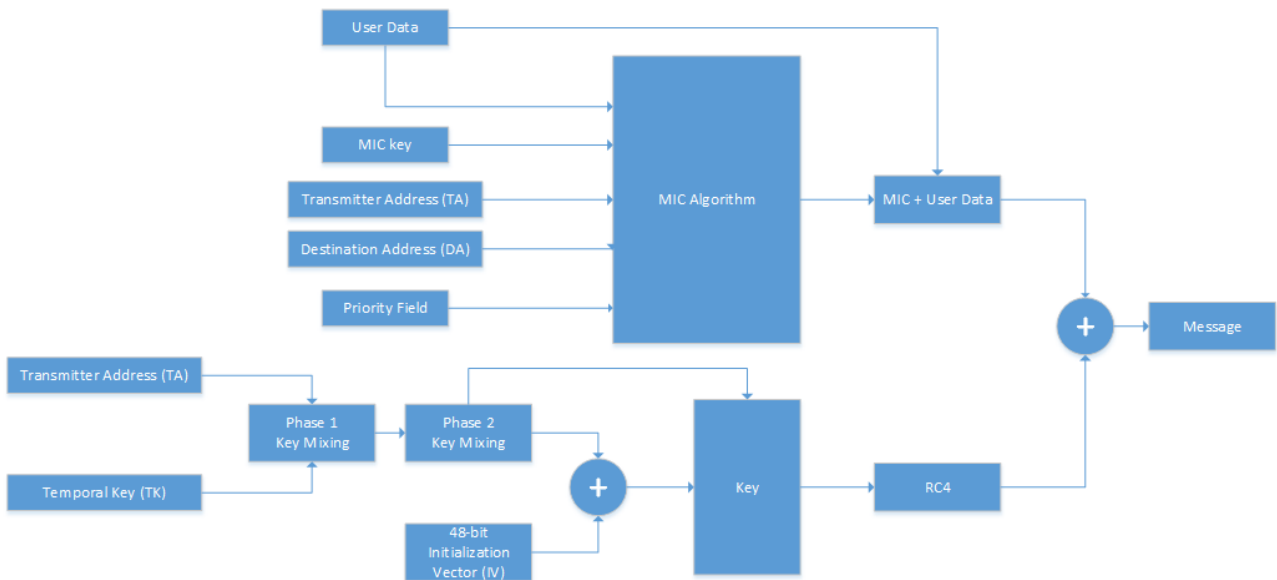 User Data
MIC key
Transmitter Address (TA)
Destination Address (DA)
Priority Field
MIC Algorithm
MIC + User Data
+
Message
Transmitter Address (TA)
Temporal Key (TK)
Phase 1
Key Mixing
Phase 2
Key Mixing
+
48-bit
Initialization
Vector (IV)
Key
RC4